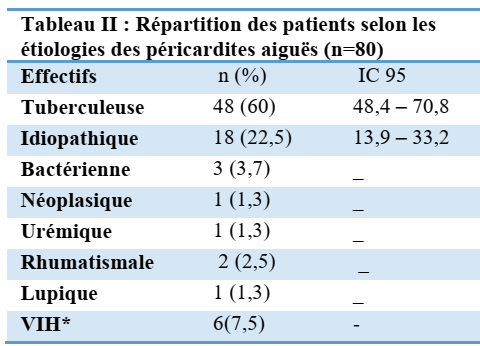 Tableau II : Répartition des patients selon les
étiologies des péricardites aiguës (n=80)
Effectifs n (%) IC 95
Tuberculeuse 48 (60) 48,4 – 70,8
Idiopathique 18 (22,5) 13,9 – 33,2
Bactérienne 3 (3,7) _
Néoplasique 1 (1,3) _
Urémique 1 (1,3) _
Rhumatismale 2 (2,5) _
Lupique 1 (1,3) _
VIH* 6(7,5) -